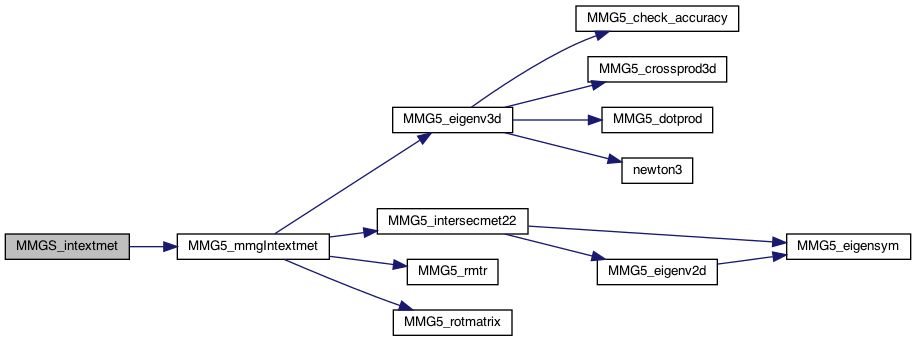 MMG5_check_accuracy
MMG5_crossprod3d
MMG5_eigenv3d
MMG5_dotprod
newton3
MMG5_intersecmet22
MMGS_intextmet
MMG5_mmgIntextmet
MMG5_eigensym
MMG5_rmtr
MMG5_eigenv2d
MMG5_rotmatrix